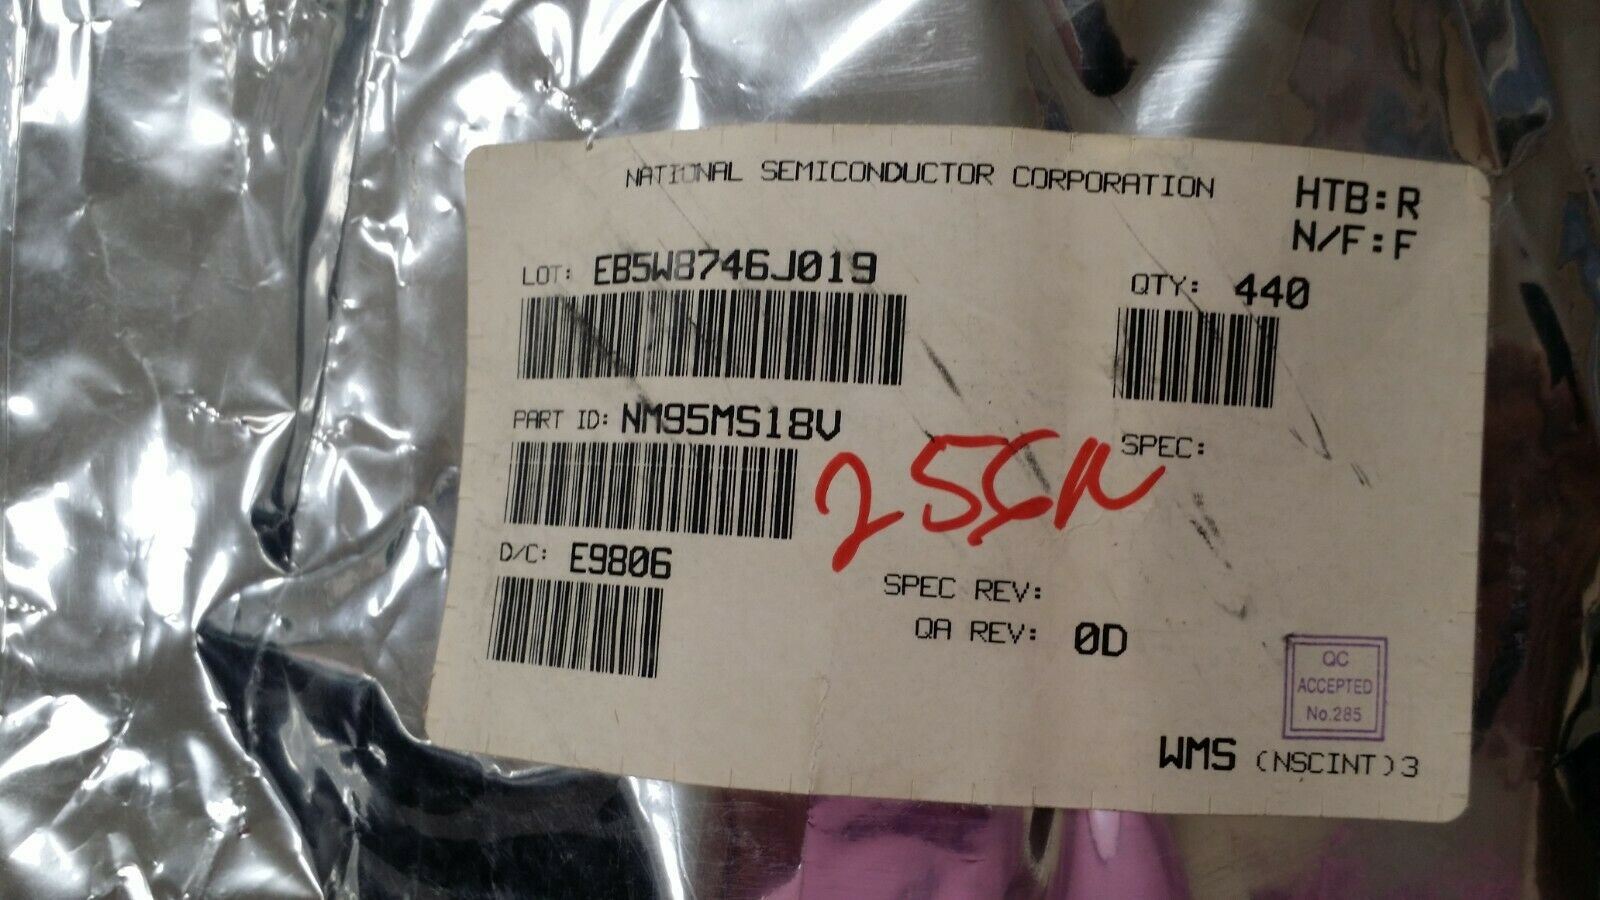 NATIONAL SEMICONDUCTOR CORPORATION
HTB:R
N/F:F
LOT: EB5W8746J019
QTY: 440
PART ID: NM95MS18V
SPEC:
D/C: E9806
SPEC REV:
QA REV: 0D
QC
ACCEPTED
No.285
WMS (NSCINT)3